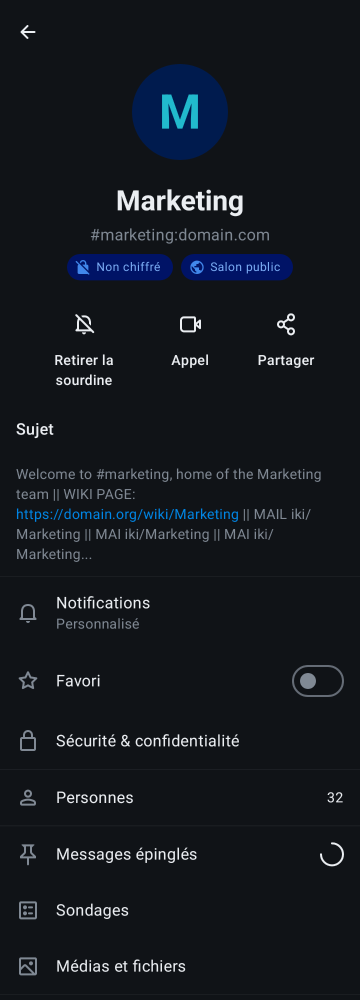 M
Marketing
#marketing:domain.com
Non chiffré
Salon public
Retirer la
sourdine
Appel
Partager
Sujet
Welcome to #marketing, home of the Marketing
team || WIKI PAGE:
https://domain.org/wiki/Marketing || MAIL iki/
Marketing || MAI iki/Marketing || MAI iki/
Marketing...
Notifications
Personnalisé
Favori
Sécurité & confidentialité
Personnes
32
Messages épinglés
Sondages
Médias et fichiers